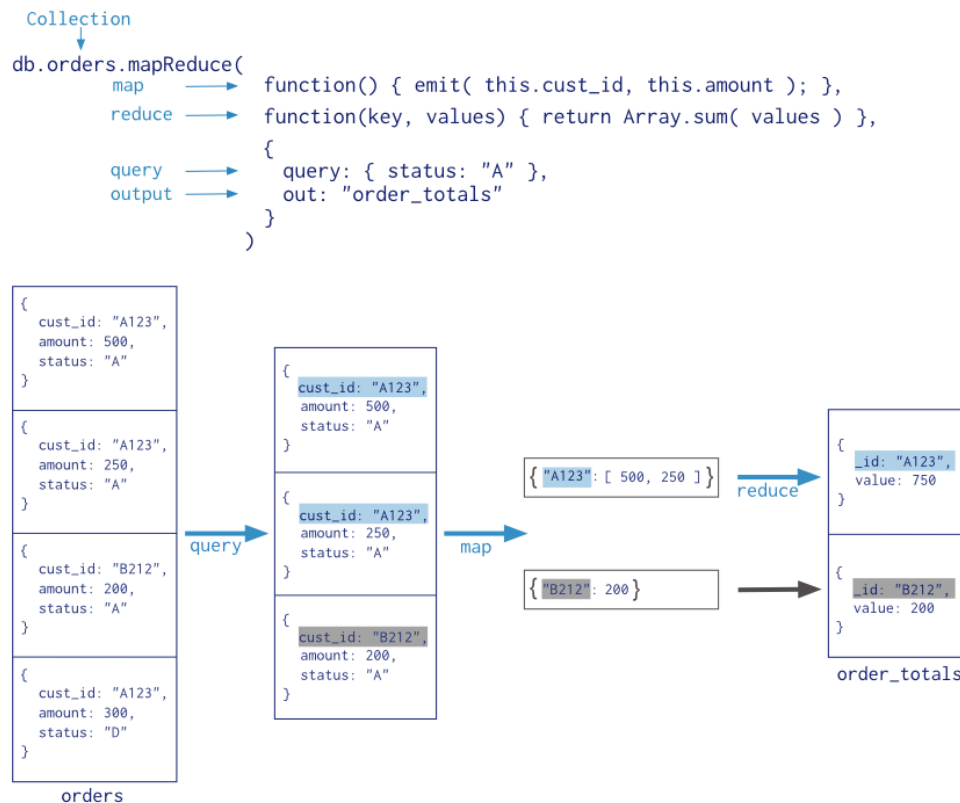 Collection
db.orders.mapReduce(
map function() { emit( this.cust_id, this.amount ); },
reduce function(key, values) { return Array.sum( values ) },
{
query query: { status: "A" },
output out: "order_totals"
}
)
{
cust_id: "A123",
amount: 500,
status: "A"
}
{
cust_id: "A123",
amount: 250,
status: "A"
}
{
cust_id: "B212",
amount: 200,
status: "A"
}
{
cust_id: "A123",
amount: 300,
status: "D"
}
orders
query
{
cust_id: "A123",
amount: 500,
status: "A"
}
{
cust_id: "A123",
amount: 250,
status: "A"
}
{
cust_id: "B212",
amount: 200,
status: "A"
}
map
{ "A123": [ 500, 250 ] }
{ "B212": 200 }
reduce
{
_id: "A123",
value: 750
}
{
_id: "B212",
value: 200
}
order_totals